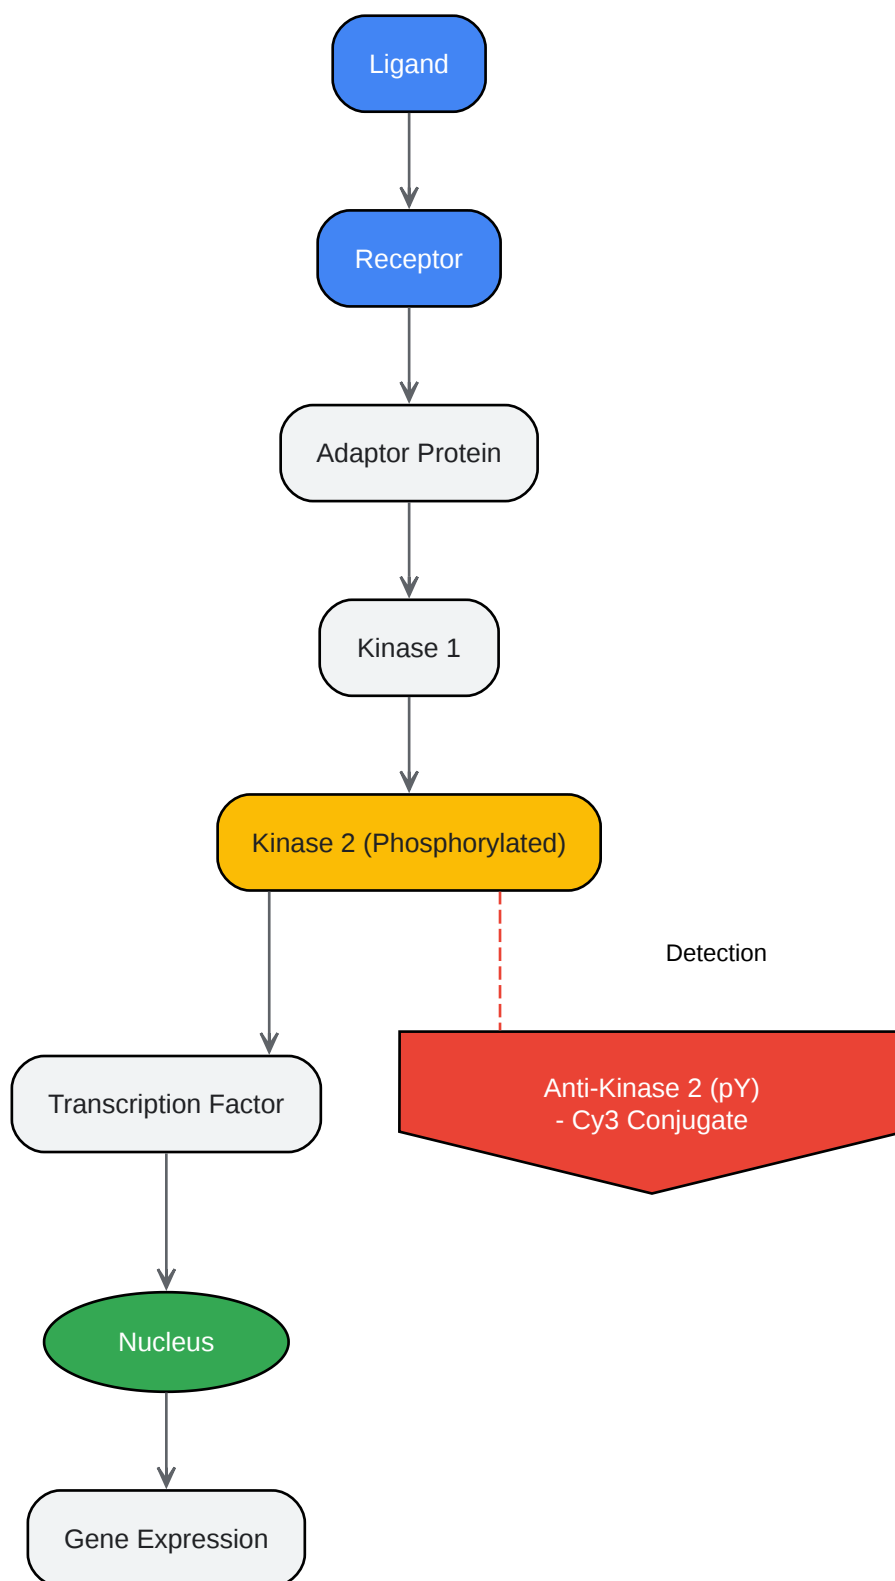 Ligand
Receptor
Adaptor Protein
Kinase 1
Kinase 2 (Phosphorylated)
Detection
Transcription Factor
Anti-Kinase 2 (pY)
- Cy3 Conjugate
Nucleus
Gene Expression